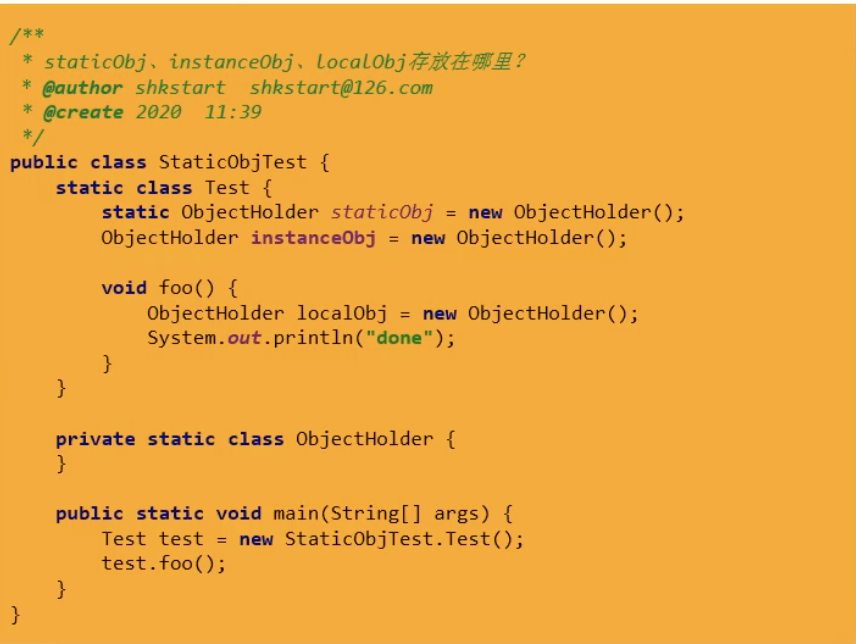 /**
 * staticObj、instanceObj、localObj存放在哪里？
 * @author shkstart  shkstart@126.com
 * @create 2020  11:39
 */
public class StaticObjTest {
    static class Test {
        static ObjectHolder staticObj = new ObjectHolder();
        ObjectHolder instanceObj = new ObjectHolder();

        void foo() {
            ObjectHolder localObj = new ObjectHolder();
            System.out.println("done");
        }
    }

    private static class ObjectHolder {
    }

    public static void main(String[] args) {
        Test test = new StaticObjTest.Test();
        test.foo();
    }
}